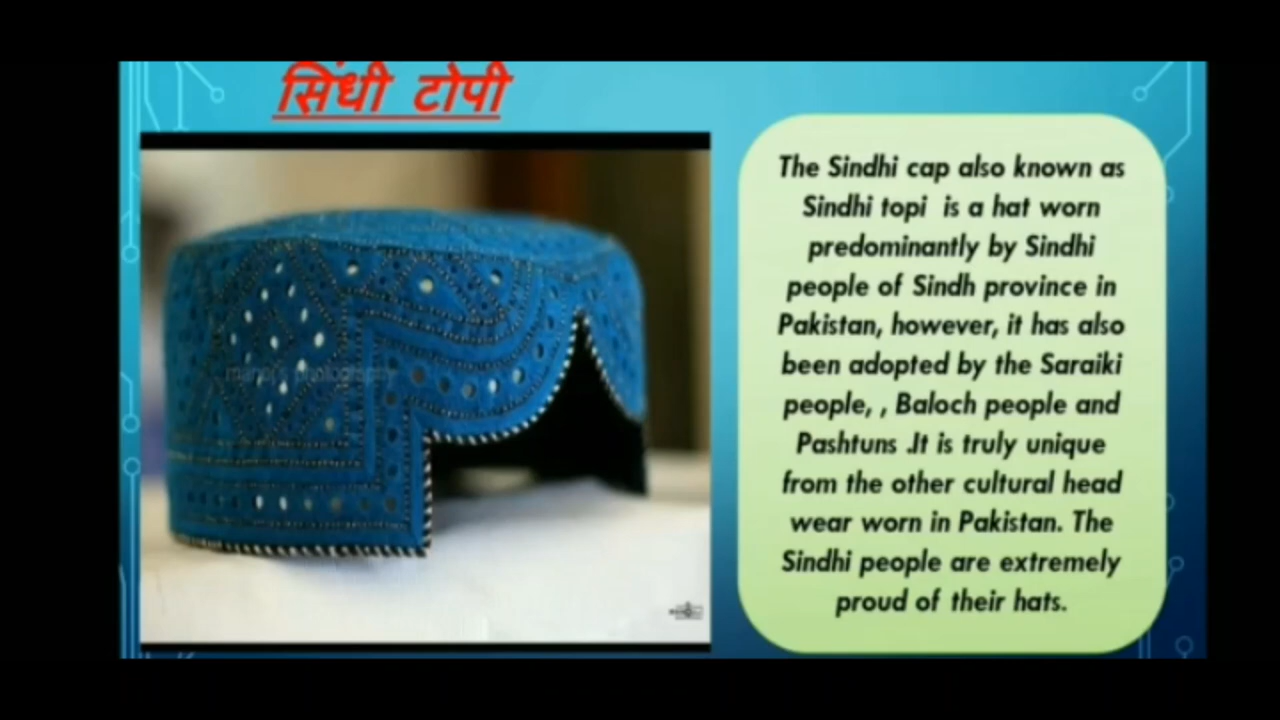 सिंधी टोपी
The Sindhi cap also known as
Sindhi topi is a hat worn
predominantly by Sindhi
people of Sindh province in
Pakistan, however, it has also
been adopted by the Saraiki
people, , Baloch people and
Pashtuns .It is truly unique
from the other cultural head
wear worn in Pakistan. The
Sindhi people are extremely
proud of their hats.